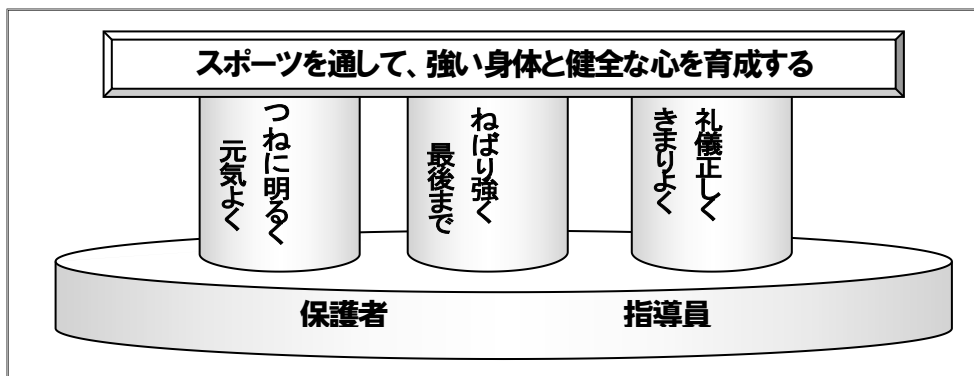 スポーツを通して、強い身体と健全な心を育成する
つねに明るく
元気よく
ねばり強く
最後まで
礼儀正しく
きまりよく
保護者
指導員